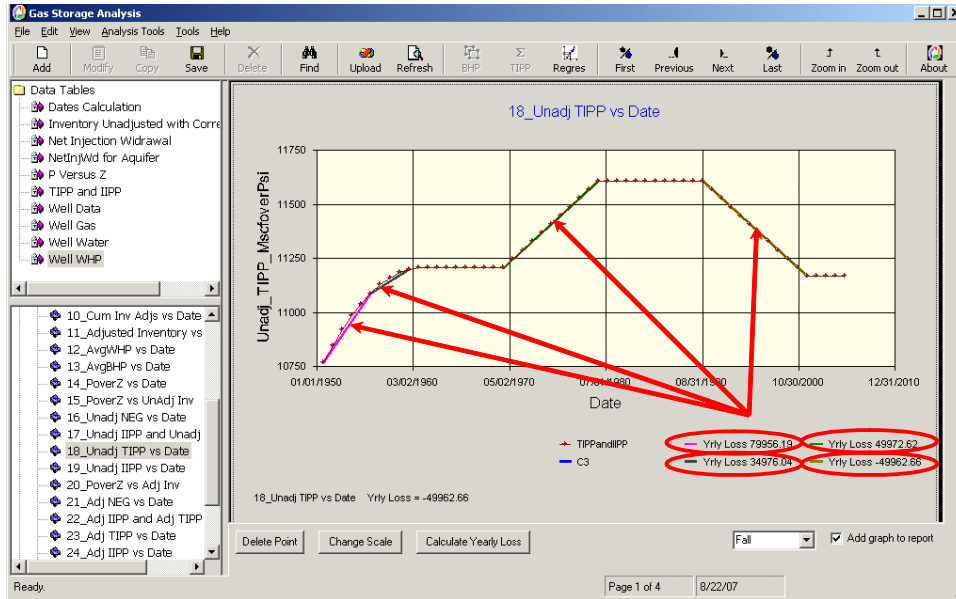 Gas Storage Analysis
File Edit View Analysis Tools Tools Help
Add Modify Copy Save Delete Find Upload Refresh BHP TIPP Regres First Previous Next Last Zoom in Zoom out About
Data Tables
Dates Calculation
Inventory Unadjusted with Corre
Net Injection Widrawal
NetInjWd for Aquifer
P Versus Z
TIPP and IIPP
Well Data
Well Gas
Well Water
Well WHP
10_Cum Inv Adjs vs Date
11_Adjusted Inventory vs
12_AvgWHP vs Date
13_AvgBHP vs Date
14_PoverZ vs Date
15_PoverZ vs UnAdj Inv
16_Unadj NEG vs Date
17_Unadj IIPP and Unadj
18_Unadj TIPP vs Date
19_Unadj IIPP vs Date
20_PoverZ vs Adj Inv
21_Adj NEG vs Date
22_Adj IIPP and Adj TIPP
23_Adj TIPP vs Date
24_Adj IIPP vs Date
18_Unadj TIPP vs Date
Unadj_TIPP_MscfoverPsi
11750
11500
11250
11000
10750
01/01/1950 03/02/1960 05/02/1970 07/01/1980 08/31/1990 10/30/2000 12/31/2010
Date
TIPPandIIPP Yrly Loss 79956.19 Yrly Loss 49972.62
C3 Yrly Loss 34976.04 Yrly Loss -49962.66
18_Unadj TIPP vs Date Yrly Loss = -49962.66
Delete Point Change Scale Calculate Yearly Loss Fall Add graph to report
Ready. Page 1 of 4 8/22/07